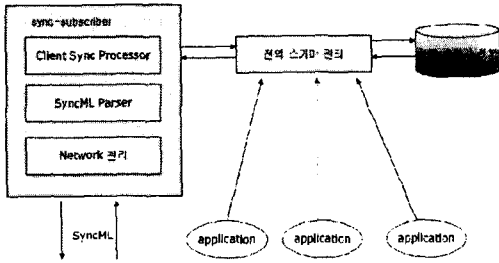 sync-subscriber
Client Sync Processor
SyncML Parser
Network 관리
전역 스키마 관리
SyncML
application
application
application